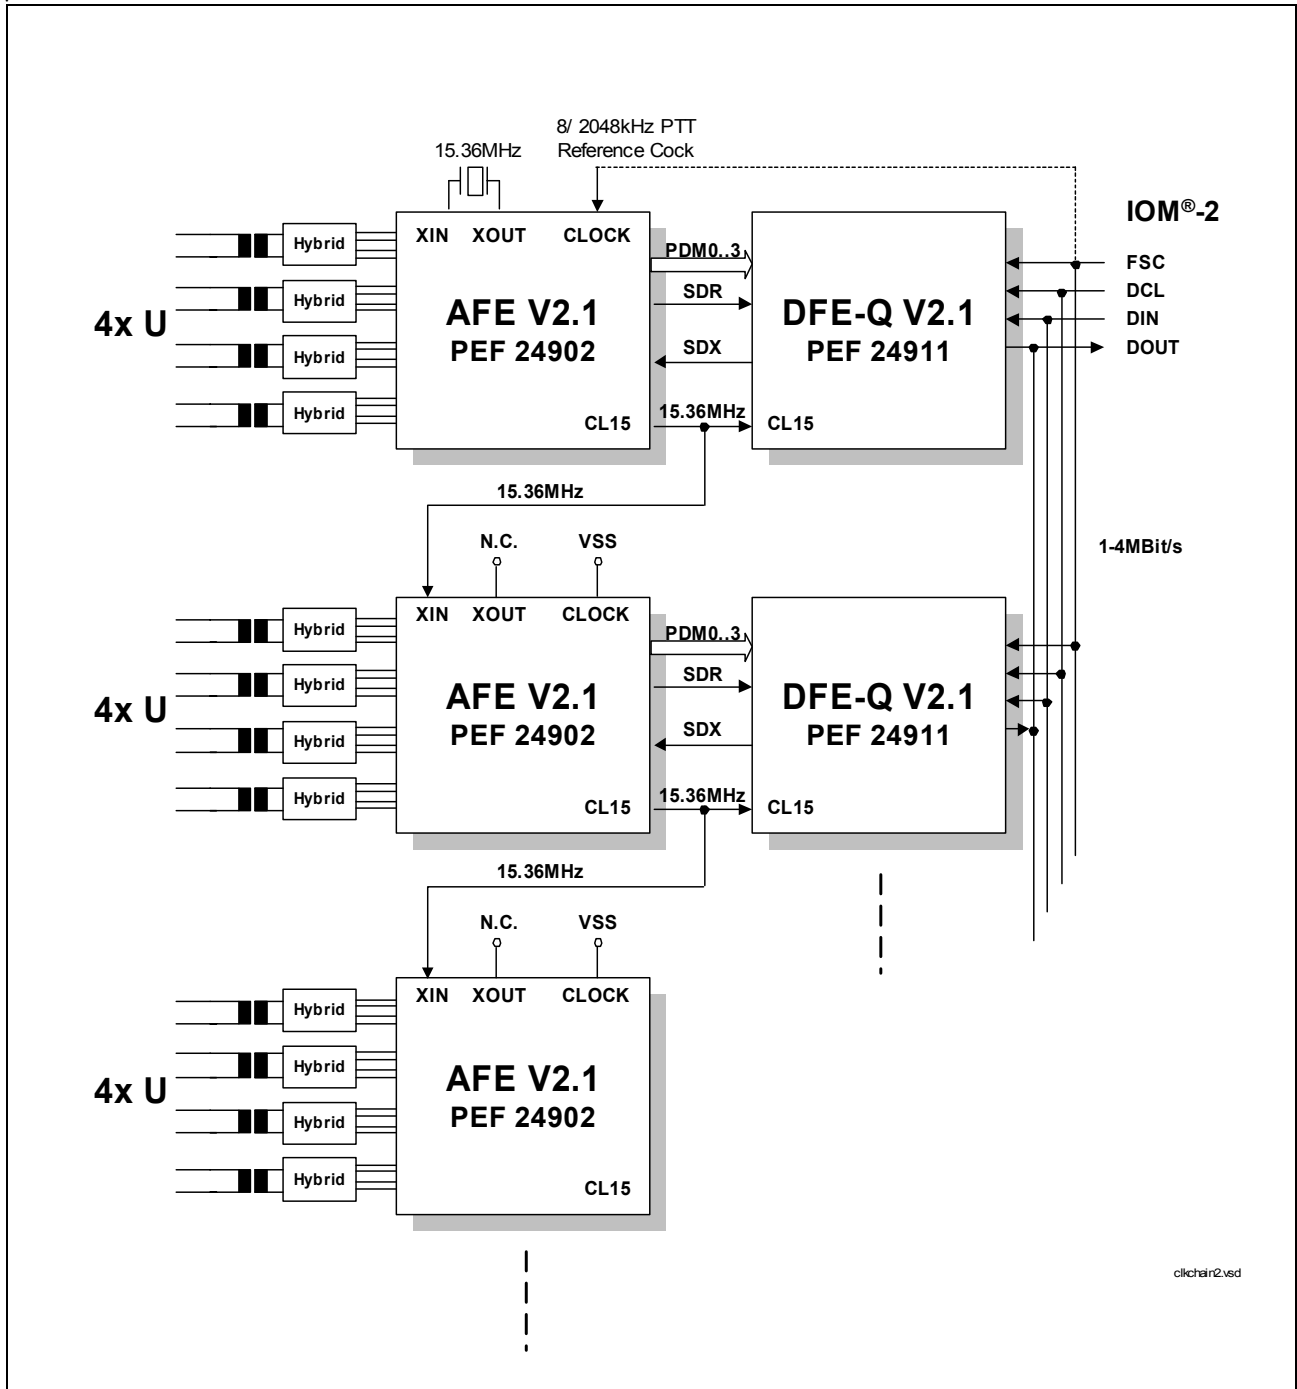 8/ 2048kHz PTT
Reference Cock
15.36MHz
IOM®-2
XIN XOUT CLOCK
Hybrid
PDM0..3
FSC
Hybrid
SDR
DCL
4x U
AFE V2.1
DFE-Q V2.1
DIN
PEF 24902
PEF 24911
DOUT
Hybrid
SDX
Hybrid
15.36MHz
CL15
CL15
15.36MHz
N.C.
VSS
1-4MBit/s
XIN XOUT CLOCK
Hybrid
PDM0..3
Hybrid
SDR
4x U
AFE V2.1
DFE-Q V2.1
PEF 24902
PEF 24911
Hybrid
SDX
Hybrid
15.36MHz
CL15
CL15
15.36MHz
N.C.
VSS
XIN XOUT CLOCK
Hybrid
Hybrid
4x U
AFE V2.1
PEF 24902
Hybrid
Hybrid
CL15
clkchain2.vsd